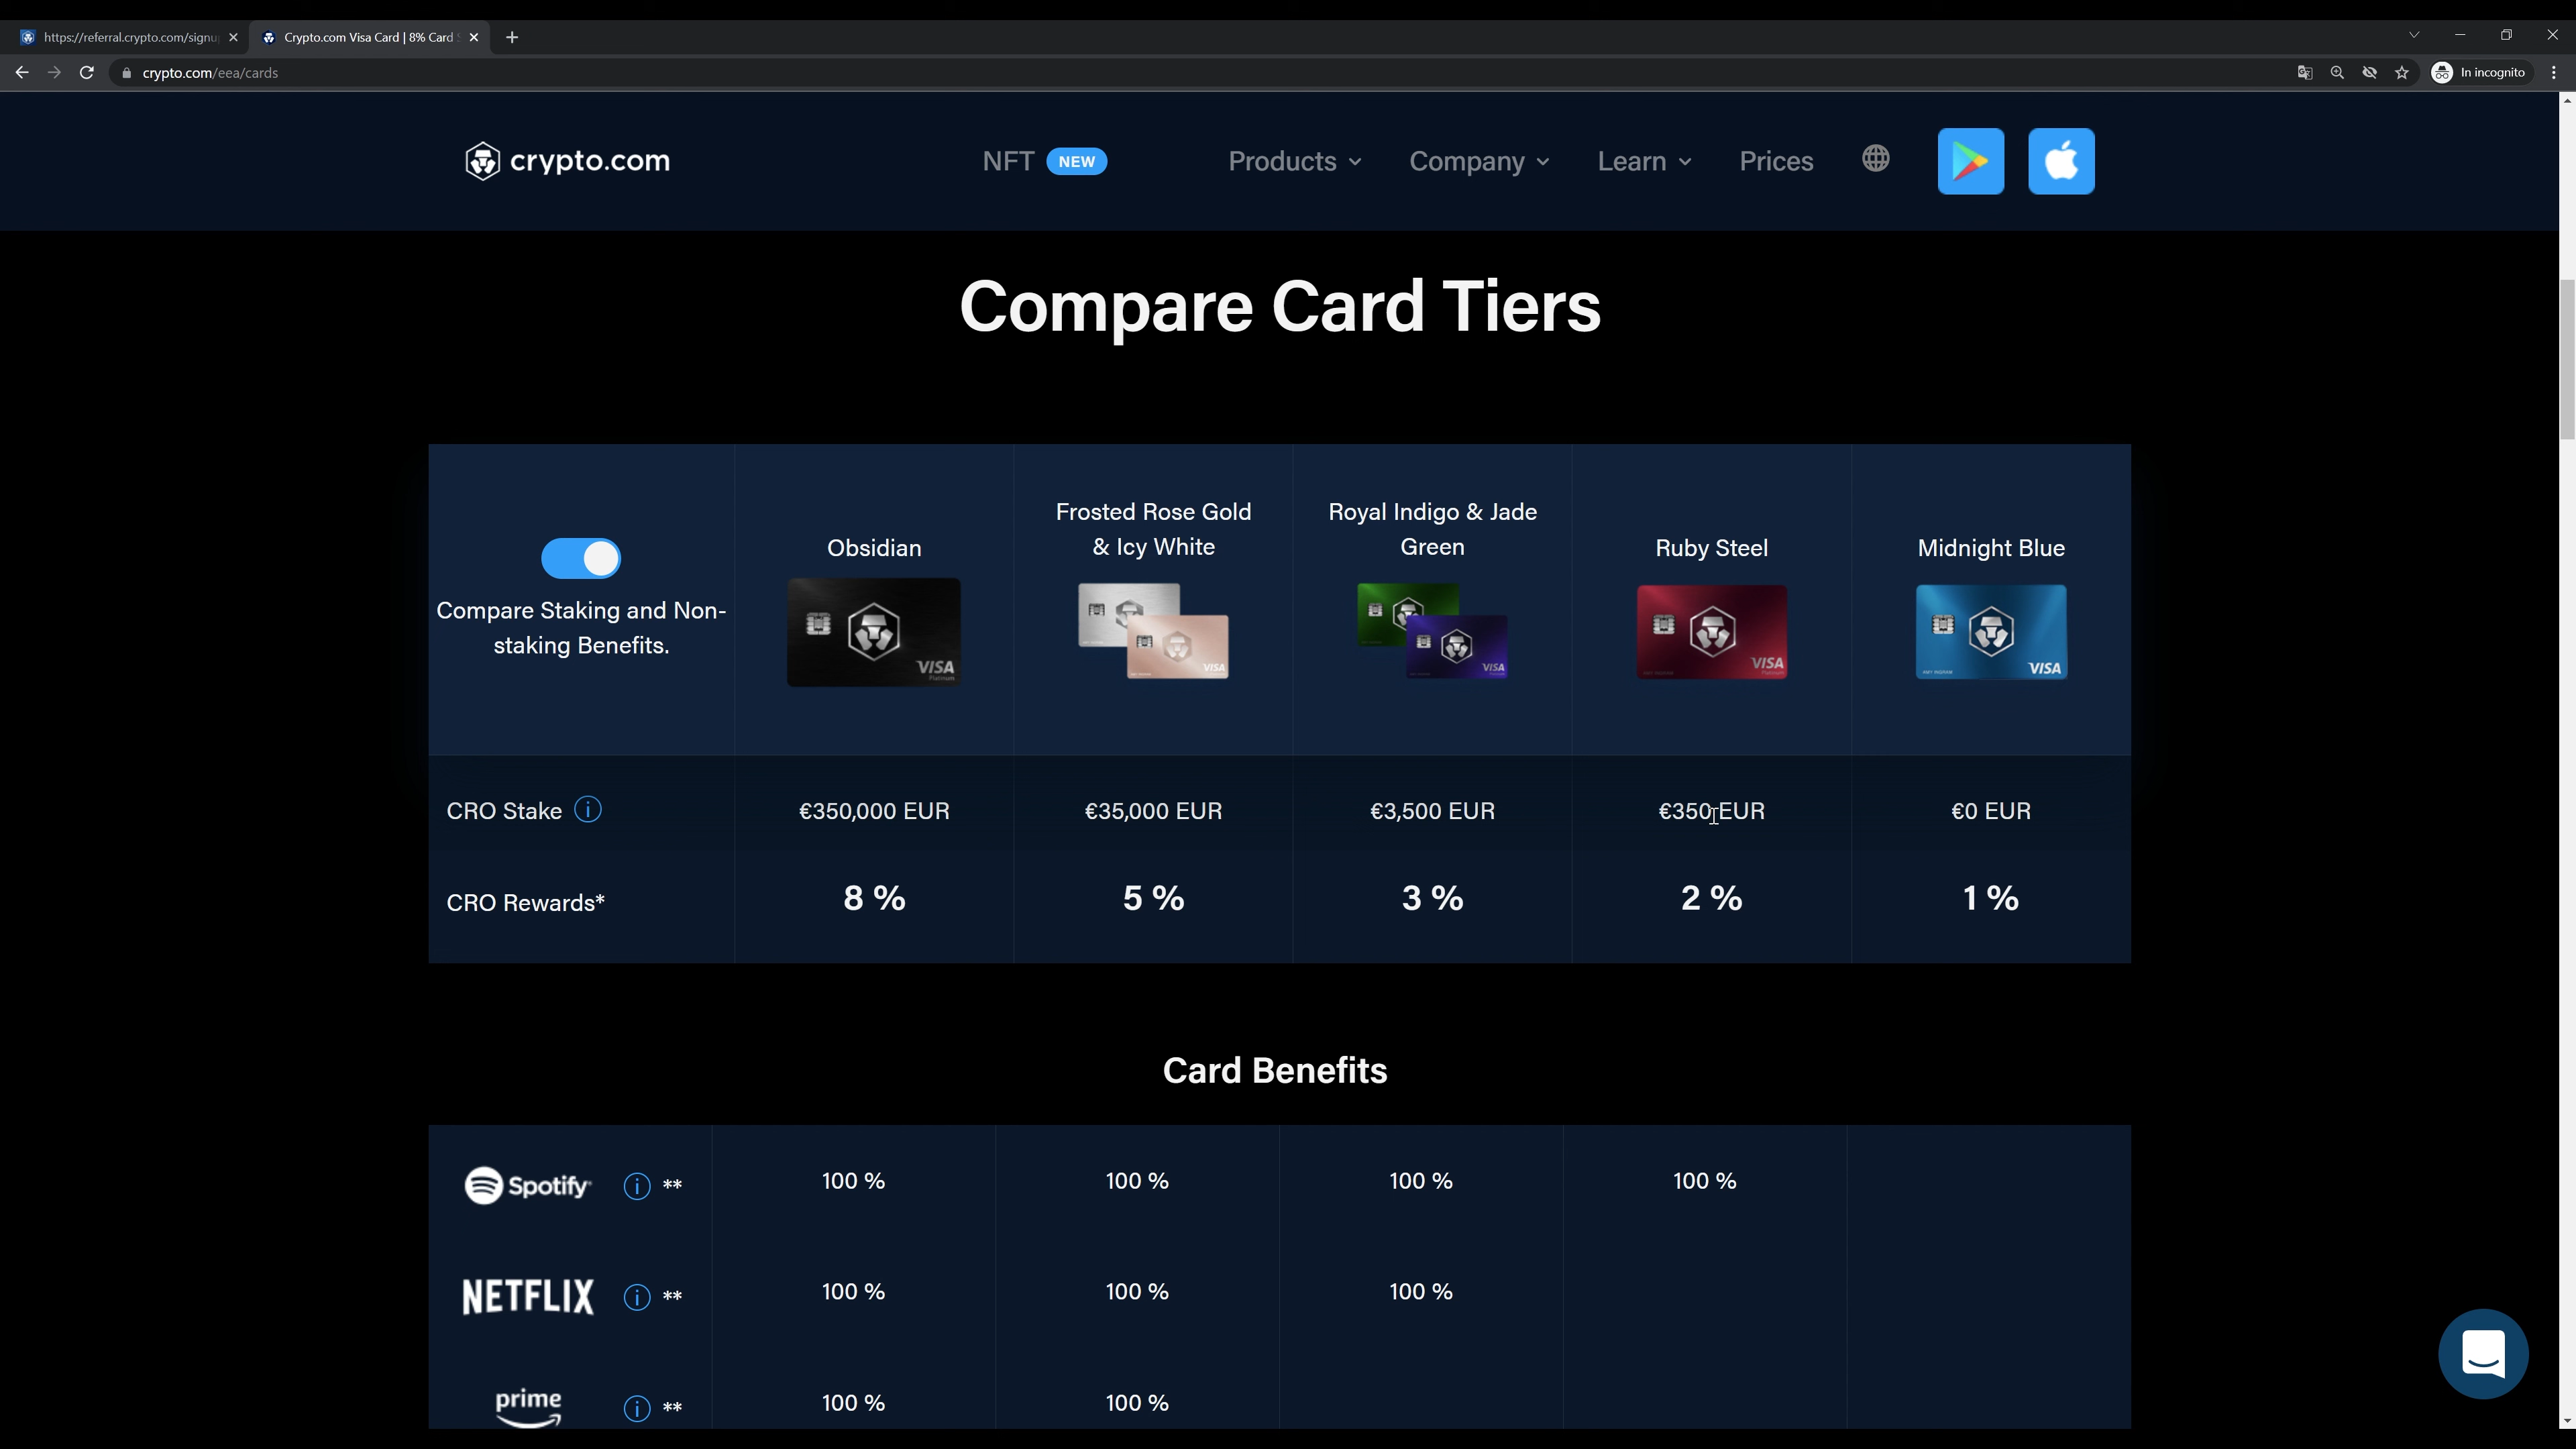 https://referral.crypto.com/signu
Crypto.com Visa Card | 8% Card
crypto.com/eea/cards
In incognito
crypto.com
NFT NEW
Products
Company
Learn
Prices
Compare Card Tiers
Compare Staking and Non-
staking Benefits.
Obsidian
VISA
Platinum
Frosted Rose Gold
& Icy White
VISA
Royal Indigo & Jade
Green
VISA
Ruby Steel
VISA
Midnight Blue
VISA
CRO Stake €350,000 EUR €35,000 EUR €3,500 EUR €350 EUR €0 EUR
CRO Rewards* 8 % 5 % 3 % 2 % 1 %
Card Benefits
Spotify ** 100 % 100 % 100 % 100 %
NETFLIX ** 100 % 100 % 100 %
prime ** 100 % 100 %